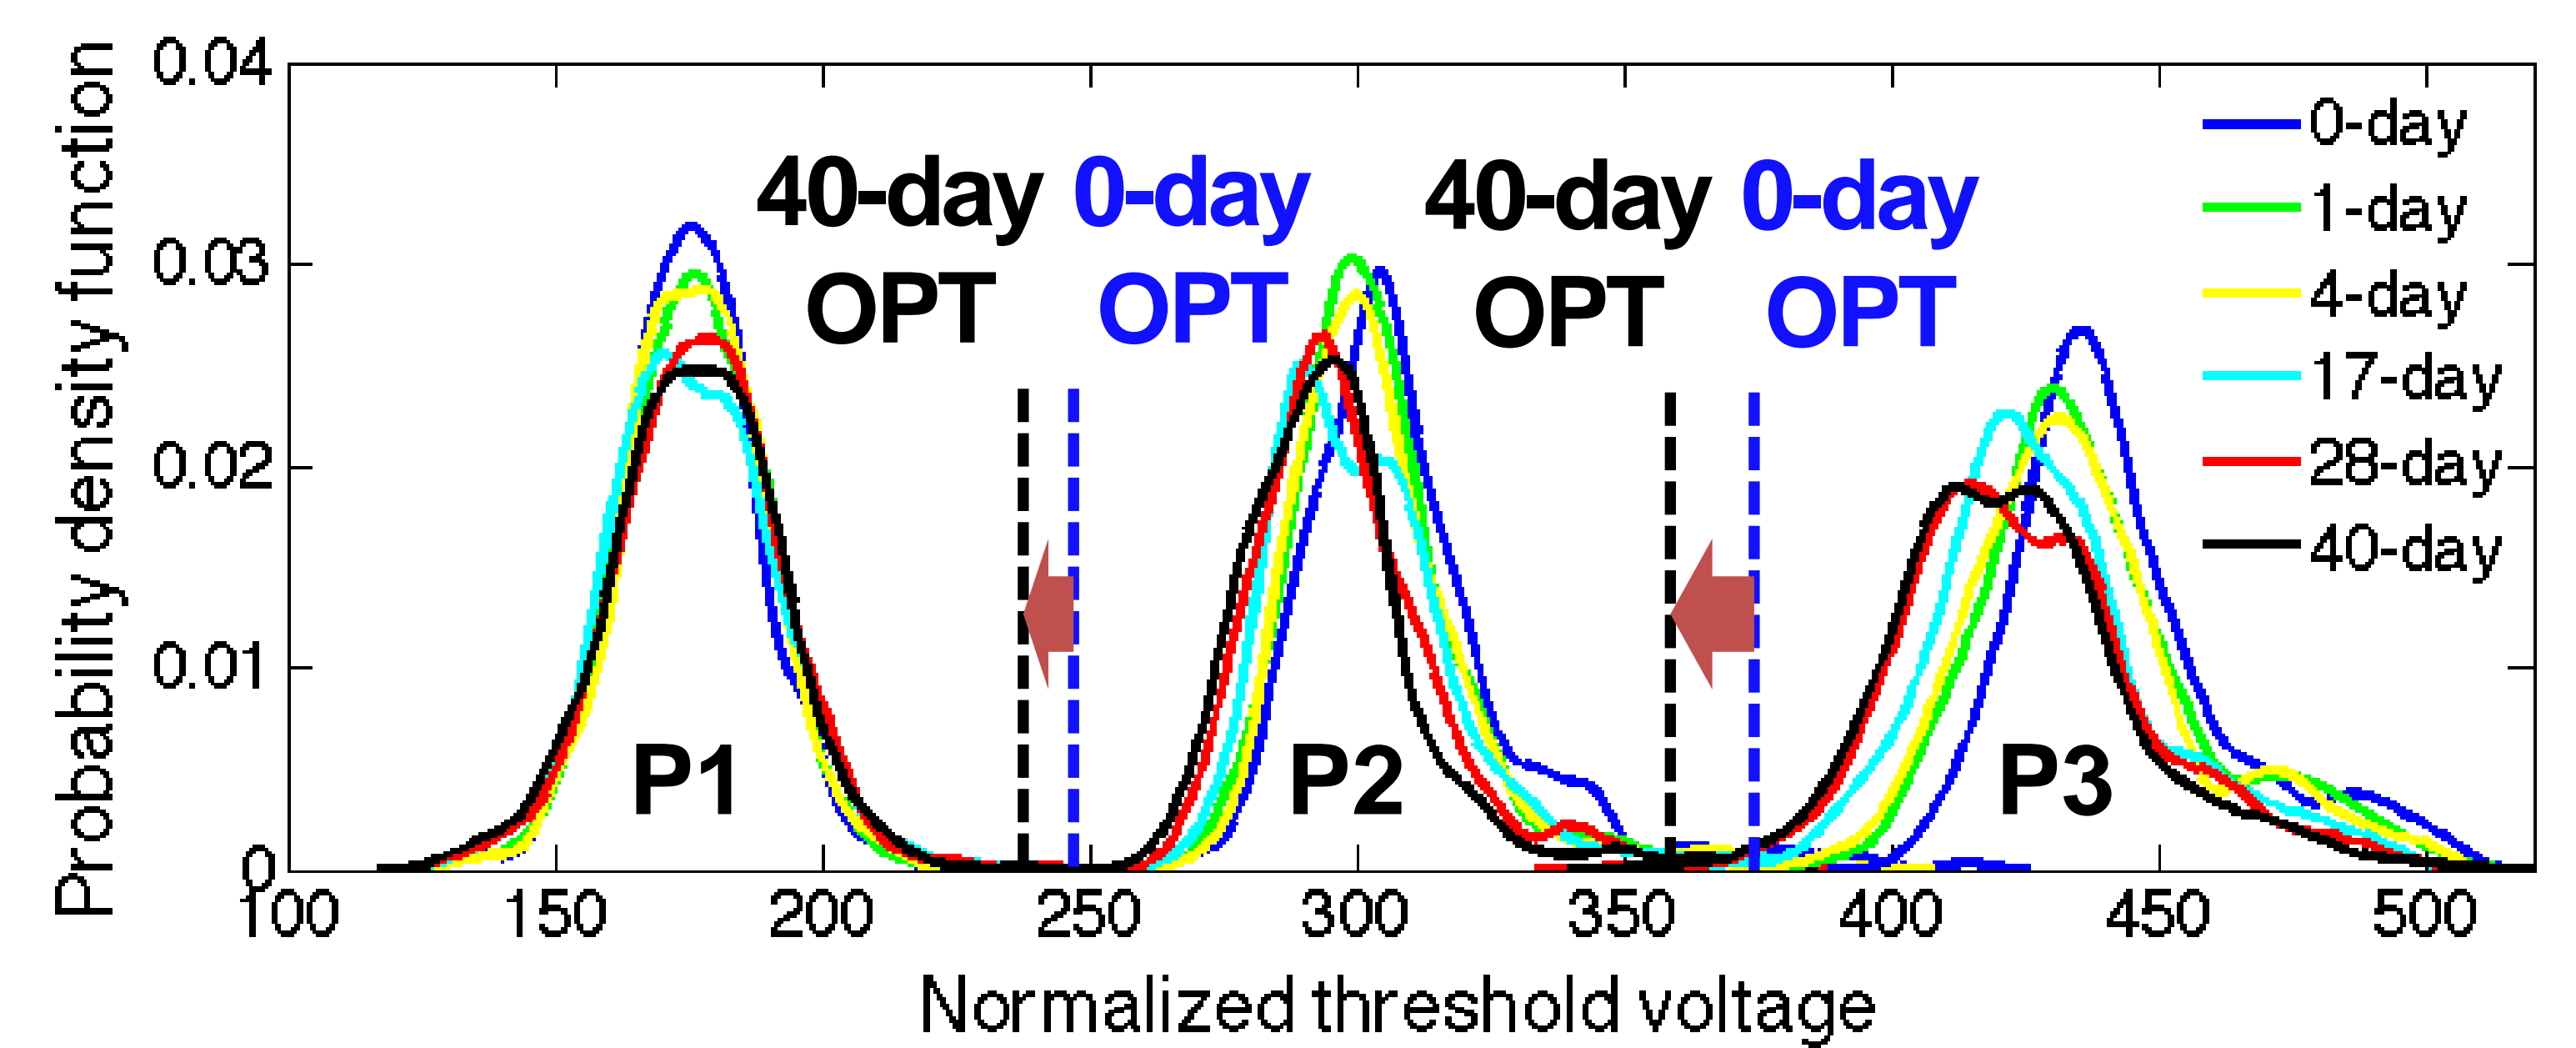 Probability density function
0.04
0.03
0.02
0.01
0
100
150
200
250
300
350
400
450
500
Normalized threshold voltage
40-day
OPT
0-day
OPT
40-day
OPT
0-day
OPT
P1
P2
P3
0-day
1-day
4-day
17-day
28-day
40-day